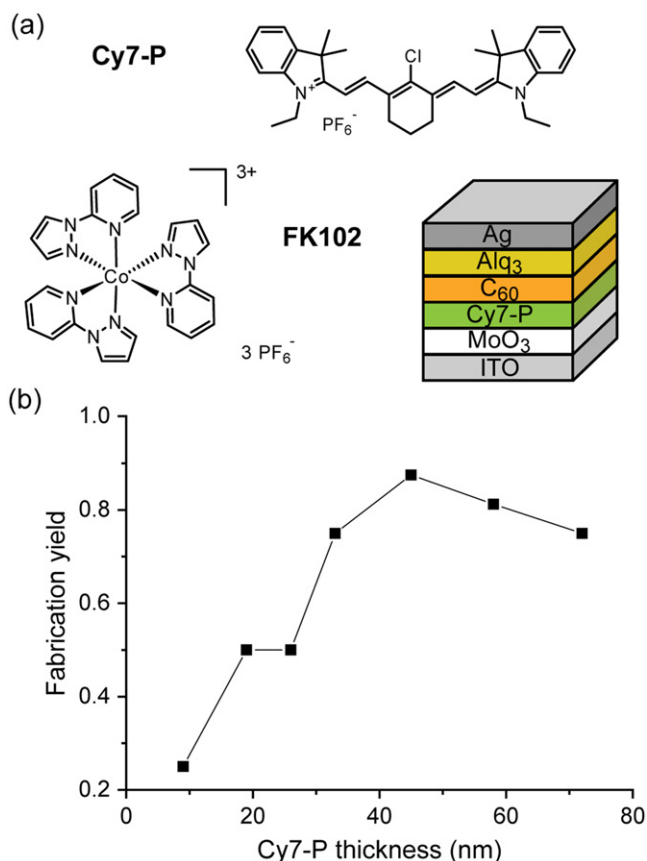 (a)
Cy7-P
Cl
N+
N
PF6-
3+
N
N
N
N
Co
N
N
N
N
N
FK102
3 PF6-
Ag
Alq3
C60
Cy7-P
MoO3
ITO
(b)
Fabrication yield
1.0
0.8
0.6
0.4
0.2
0
20
40
60
80
Cy7-P thickness (nm)